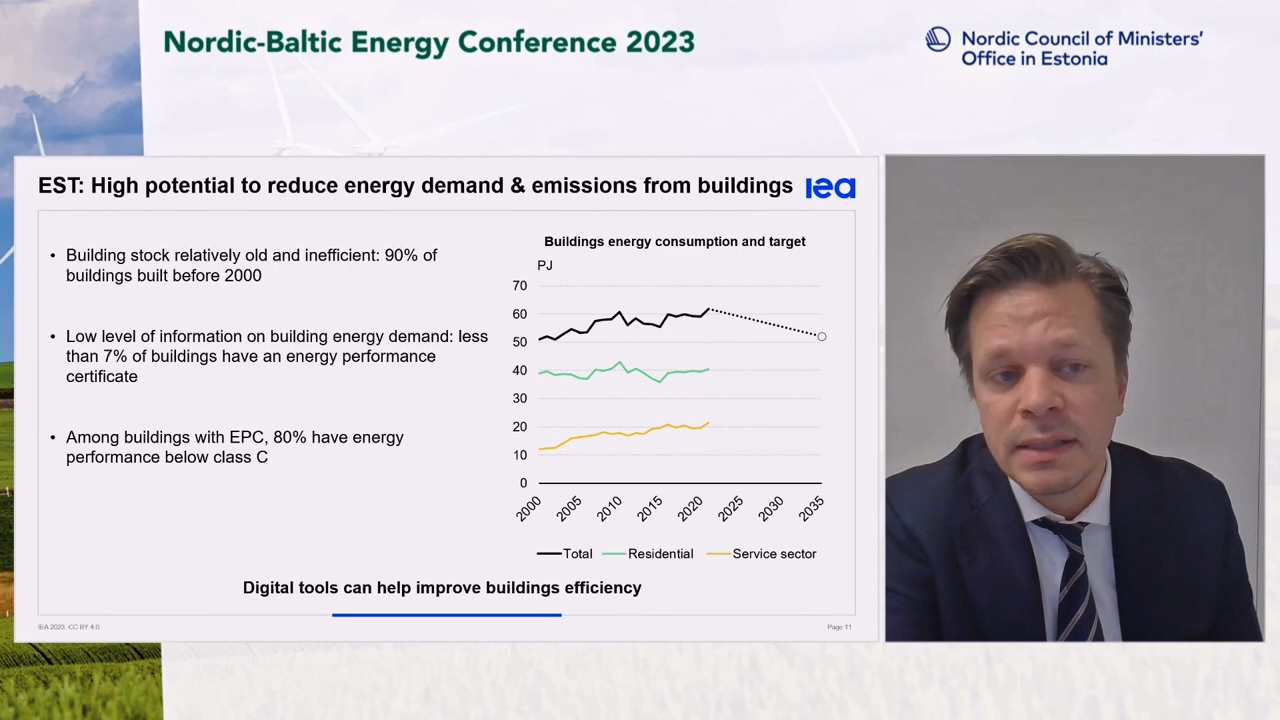 Nordic-Baltic Energy Conference 2023
Nordic Council of Ministers'
Office in Estonia
EST: High potential to reduce energy demand & emissions from buildings
iea
• Building stock relatively old and inefficient: 90% of
buildings built before 2000
• Low level of information on building energy demand: less
than 7% of buildings have an energy performance
certificate
• Among buildings with EPC, 80% have energy
performance below class C
Buildings energy consumption and target
PJ
70
60
50
40
30
20
10
0
2000 2005 2010 2015 2020 2025 2030 2035
Total Residential Service sector
Digital tools can help improve buildings efficiency
IEA 2023. CC BY 4.0.
Page 11